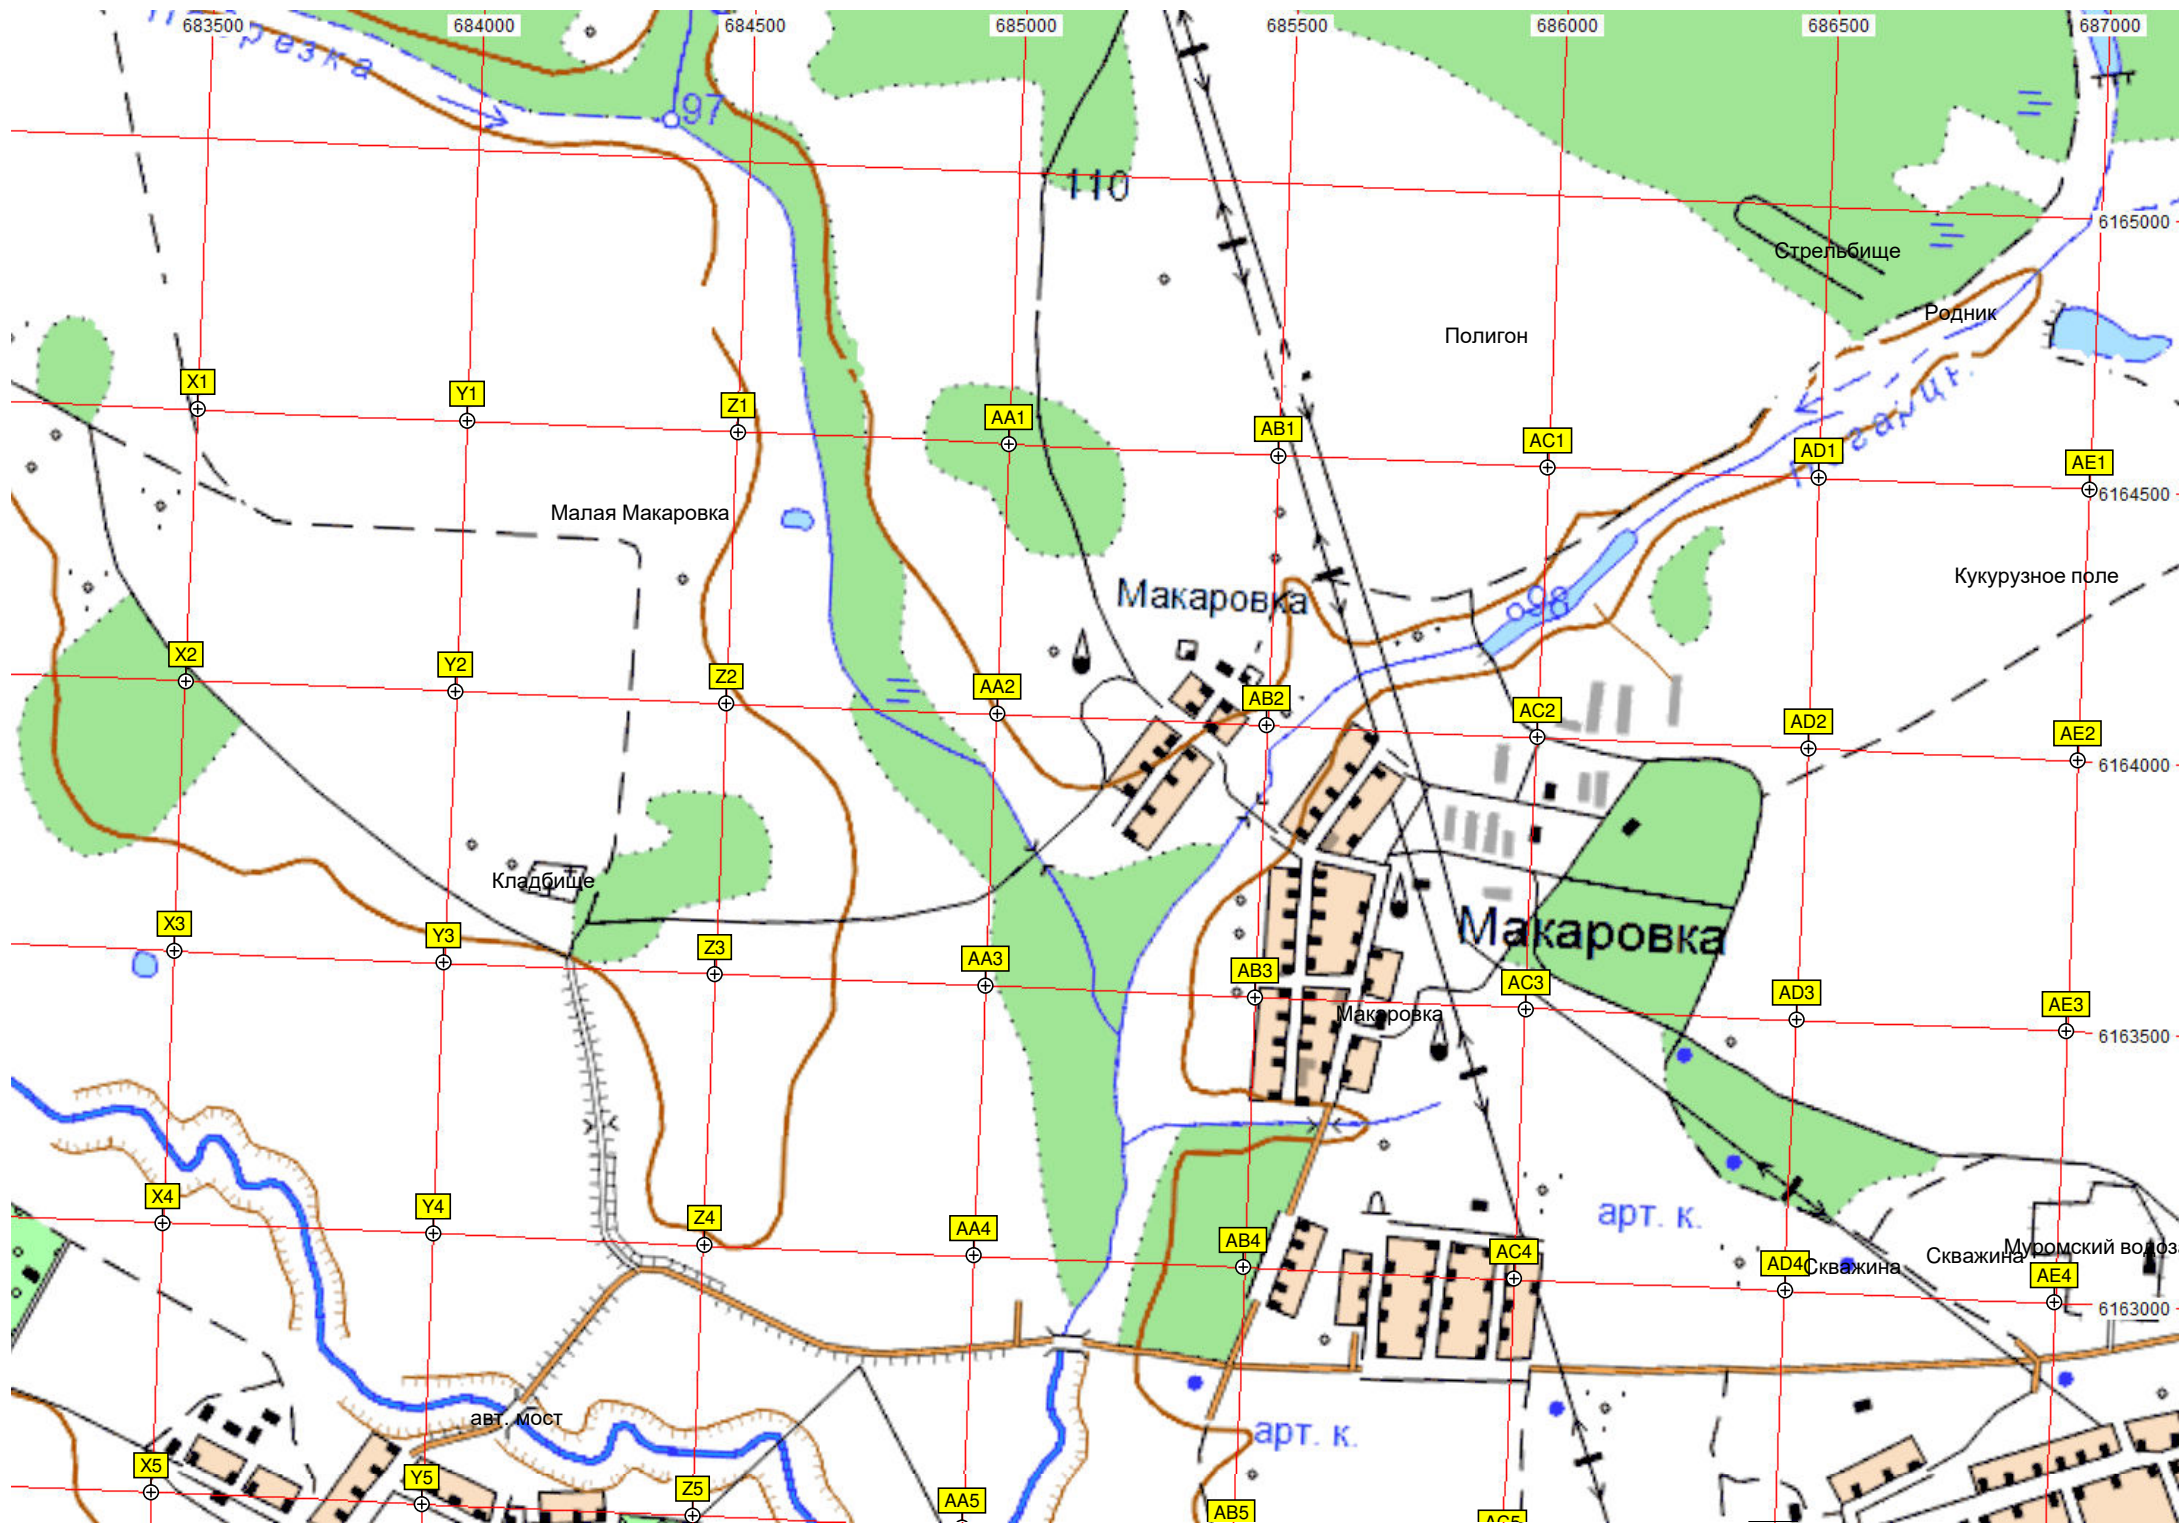 683500 684000 684500 685000 685500 686000 686500 687000
97
110
6165000
Стрельбище
Родник
Полигон
X1 Y1 Z1 AA1 AB1 AC1 AD1 AE1
6164500
Малая Макаровка
Кукурузное поле
Макаровка
98
X2 Y2 Z2 AA2 AB2 AC2 AD2 AE2
6164000
Кладбище
Макаровка
X3 Y3 Z3 AA3 AB3 AC3 AD3 AE3
Макаровка
6163500
X4 Y4 Z4 AA4 AB4 AC4 AD4 AE4
арт. к.
Скважина
Скважина
Муромский водоза
6163000
авт. мост
арт. к.
X5 Y5 Z5 AA5 AB5 AC5